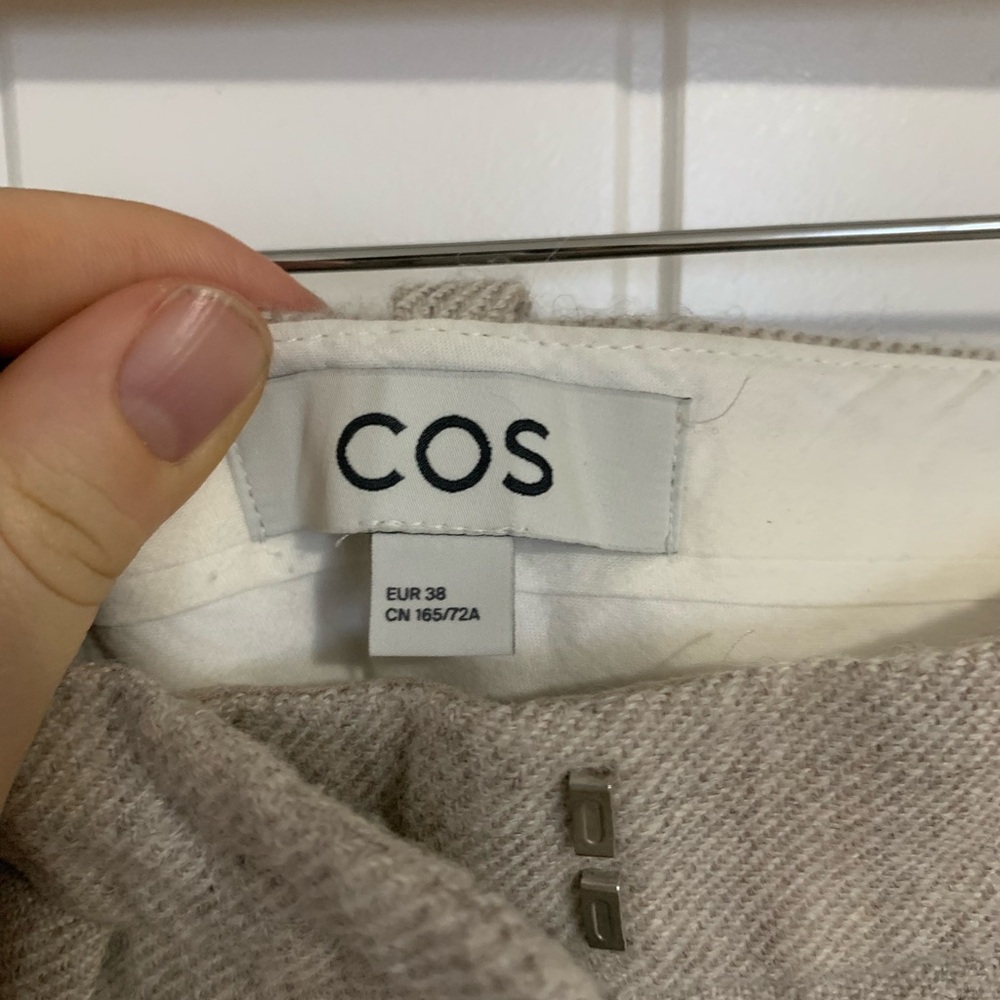 COS
EUR 38
CN 165/72A